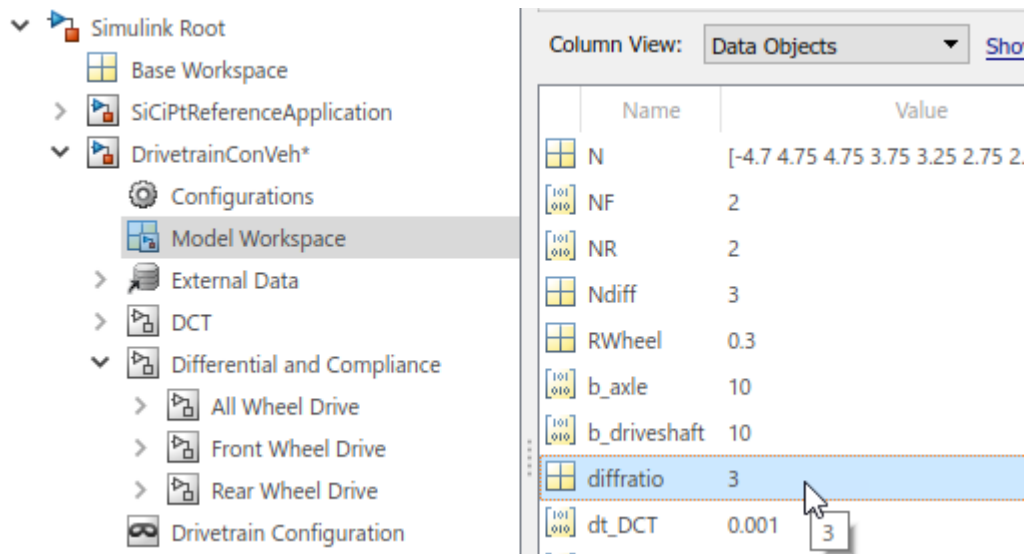 Simulink Root
Base Workspace
SiCiPtReferenceApplication
DrivetrainConVeh*
Configurations
Model Workspace
External Data
DCT
Differential and Compliance
All Wheel Drive
Front Wheel Drive
Rear Wheel Drive
Drivetrain Configuration
Column View: Data Objects Show
Name Value
N [-4.7 4.75 4.75 3.75 3.25 2.75 2.
NF 2
NR 2
Ndiff 3
RWheel 0.3
b_axle 10
b_driveshaft 10
diffratio 3
dt_DCT 0.001
3